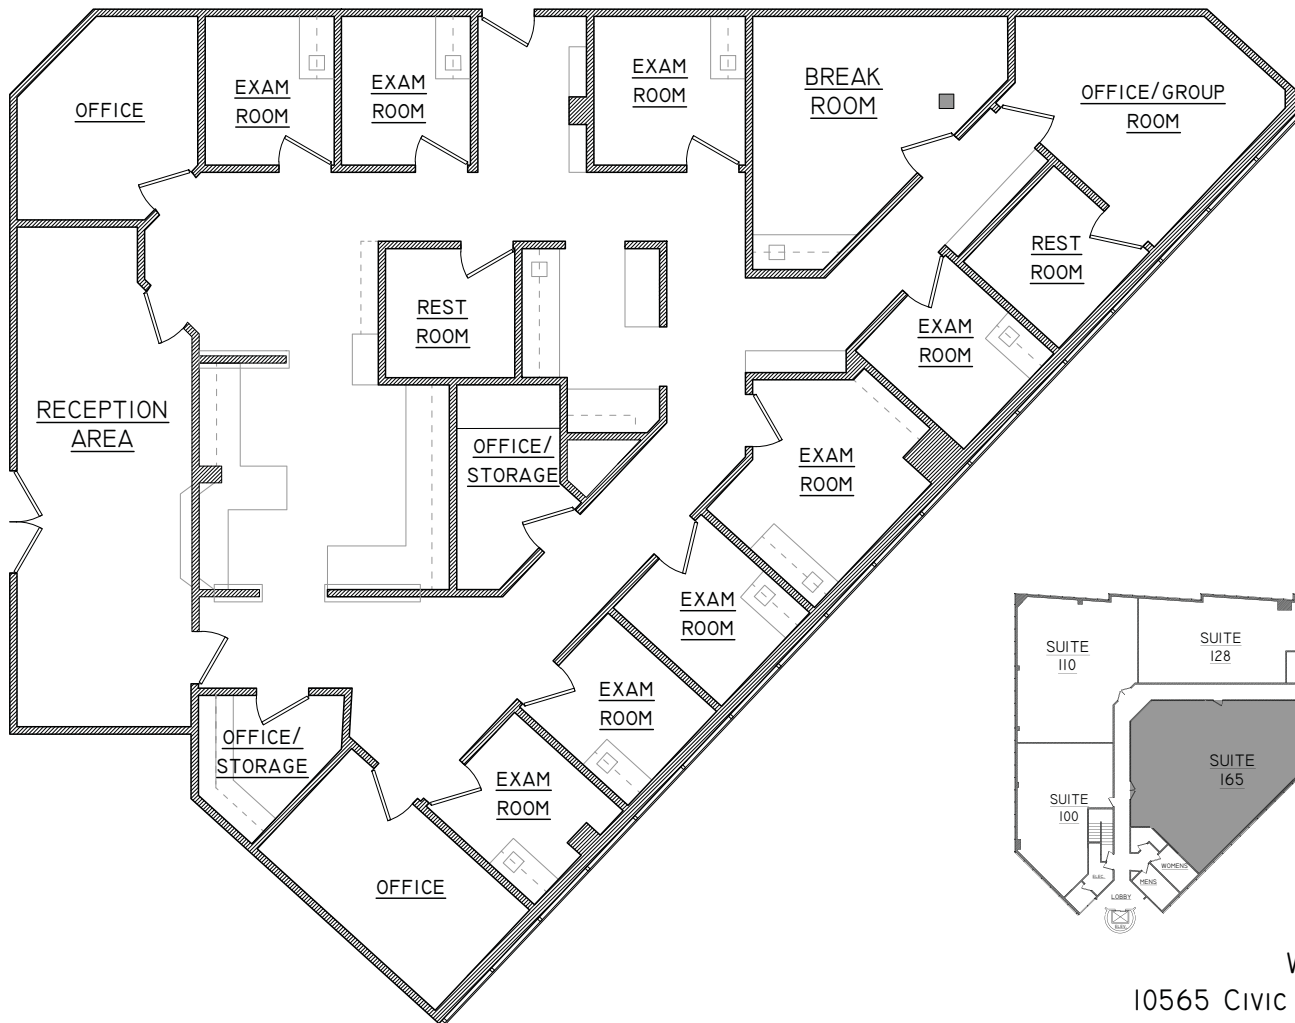 OFFICE
EXAM
ROOM
EXAM
ROOM
EXAM
ROOM
BREAK
ROOM
OFFICE/GROUP
ROOM
REST
ROOM
REST
ROOM
EXAM
ROOM
RECEPTION
AREA
OFFICE/
STORAGE
EXAM
ROOM
EXAM
ROOM
EXAM
ROOM
OFFICE/
STORAGE
EXAM
ROOM
OFFICE
SUITE
110
SUITE
128
SUITE
165
SUITE
100
WOMENS
MENS
LOBBY
10565 CIVIC